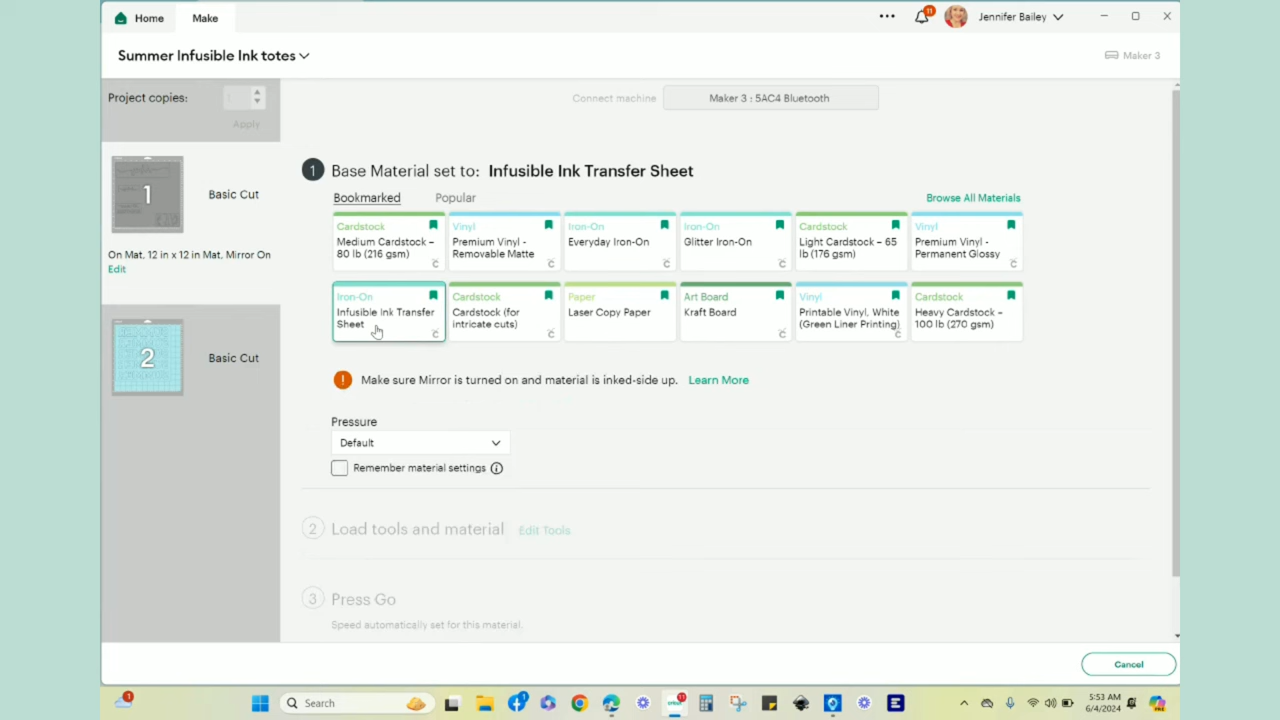 Home
Make
11
Jennifer Bailey
Summer Infusible Ink totes
Maker 3
Project copies:
1
Apply
Connect machine
Maker 3 : 5AC4 Bluetooth
1
Basic Cut
On Mat, 12 in x 12 in Mat, Mirror On
Edit
2
Basic Cut
1 Base Material set to: Infusible Ink Transfer Sheet
Bookmarked
Popular
Browse All Materials
Cardstock
Medium Cardstock –
80 lb (216 gsm)
Vinyl
Premium Vinyl -
Removable Matte
Iron-On
Everyday Iron-On
Iron-On
Glitter Iron-On
Cardstock
Light Cardstock – 65
lb (176 gsm)
Vinyl
Premium Vinyl -
Permanent Glossy
Iron-On
Infusible Ink Transfer
Sheet
Cardstock
Cardstock (for
intricate cuts)
Paper
Laser Copy Paper
Art Board
Kraft Board
Vinyl
Printable Vinyl, White
(Green Liner Printing)
Cardstock
Heavy Cardstock –
100 lb (270 gsm)
! Make sure Mirror is turned on and material is inked-side up. Learn More
Pressure
Default
Remember material settings
2 Load tools and material Edit Tools
3 Press Go
Speed automatically set for this material.
Cancel
1
Search
1
11
5:53 AM
6/4/2024